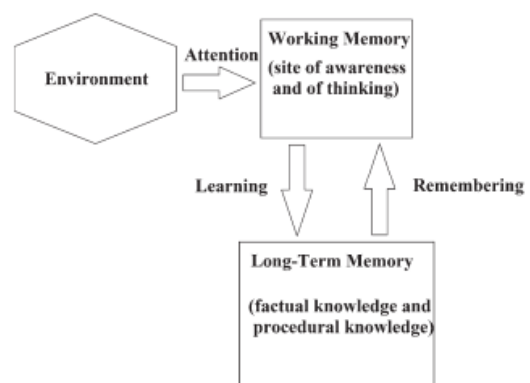 Working Memory
Attention
(site of awareness
and of thinking)
Environment
Learning
Remembering
Long-Term Memory
(factual knowledge and
procedural knowledge)